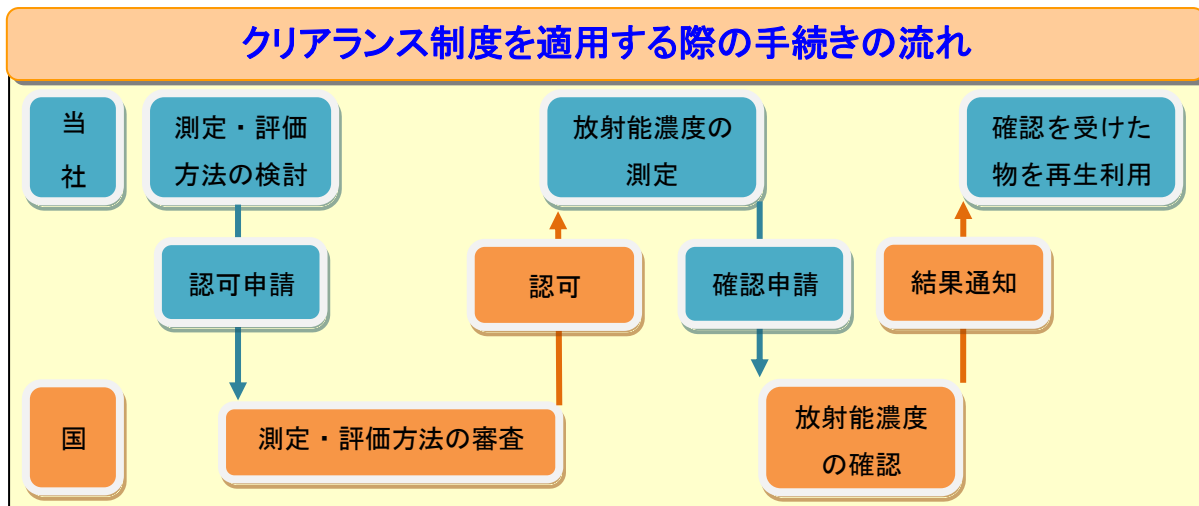 クリアランス制度を適用する際の手続きの流れ
当
社
測定・評価
方法の検討
放射能濃度の
測定
確認を受けた
物を再生利用
認可申請
認可
確認申請
結果通知
国
測定・評価方法の審査
放射能濃度
の確認